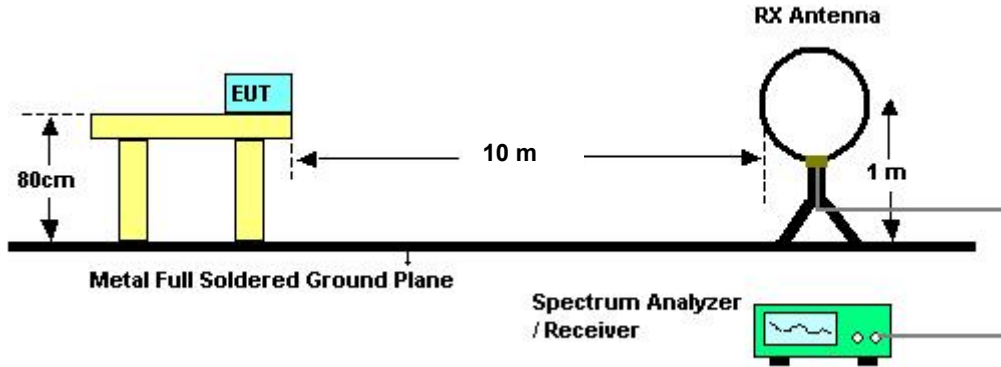 RX Antenna
EUT
10 m
80cm
1 m
Metal Full Soldered Ground Plane
Spectrum Analyzer
/ Receiver